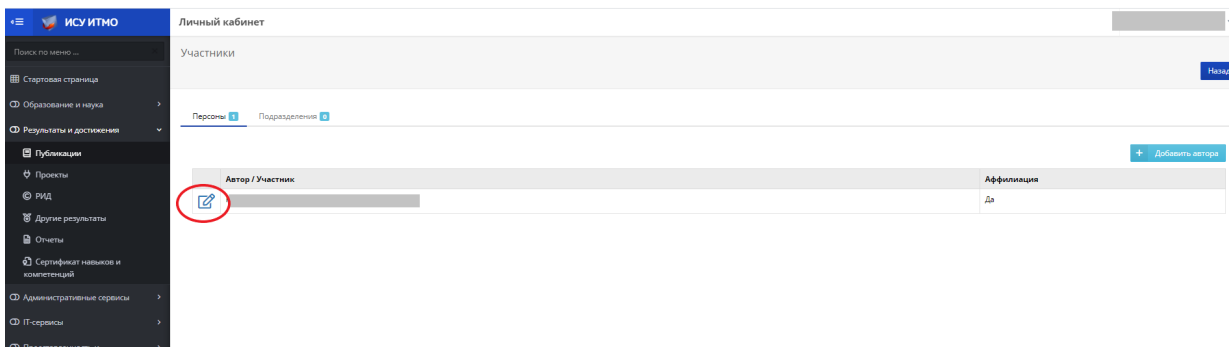 ИСУ ИТМО
Личный кабинет
Поиск по меню ...
Участники
Назад
Стартовая страница
Образование и наука
Персоны 1
Подразделения 0
Результаты и достижения
Публикации
+ Добавить автора
Проекты
Автор / Участник
Аффилиация
РИД
Да
Другие результаты
Отчеты
Сертификат навыков и
компетенций
Административные сервисы
IT-сервисы